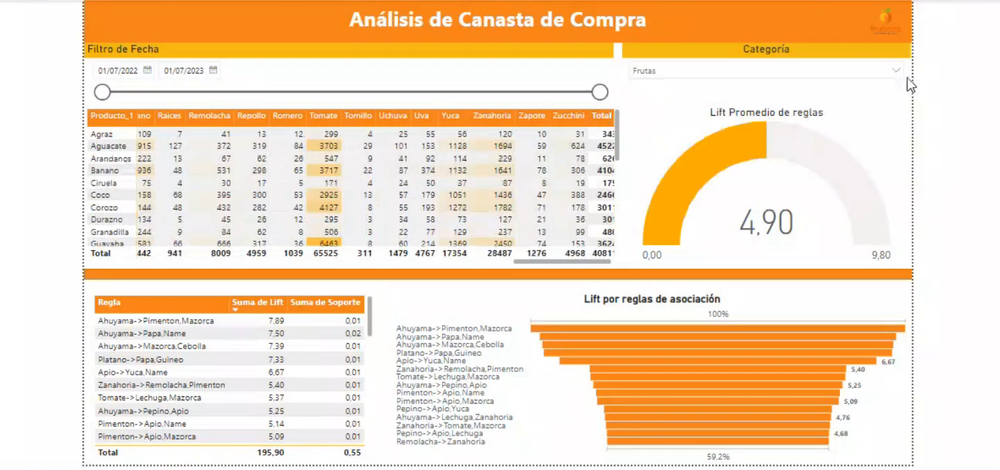 Análisis de Canasta de Compra
frubana
Filtro de Fecha
Categoría
01/07/2022 01/07/2023
Frutas
Producto_1 ano Raices Remolacha Repollo Romero Tomate Tomillo Uchuva Uva Yuca Zanahoria Zapote Zucchini Total
Agraz 109 7 41 13 12 299 4 25 55 56 120 10 31 343
Aguacate 915 127 372 319 84 3703 29 101 153 1128 1694 59 624 4522
Arandanos 222 13 67 62 26 547 9 41 92 114 229 11 78 626
Banano 936 48 531 298 65 3717 22 87 374 1132 1641 78 306 4104
Ciruela 75 4 30 17 5 171 4 24 50 37 87 8 19 175
Coco 158 68 395 300 53 2925 13 57 179 1051 1436 47 388 2466
Corozo 144 48 432 282 42 4127 8 55 193 1272 1782 71 178 3011
Durazno 134 5 45 26 12 295 3 34 58 73 127 21 36 301
Granadilla 244 9 84 62 8 506 3 22 77 129 237 13 99 480
Guayaba 581 66 666 317 36 6463 8 60 214 1369 2450 74 153 3624
Total 442 941 8009 4959 1039 65525 311 1479 4767 17354 28487 1276 4968 40811
Lift Promedio de reglas
4,90
0,00 9,80
Regla Suma de Lift Suma de Soporte
Ahuyama->Pimenton,Mazorca 7,89 0,01
Ahuyama->Papa,Name 7,50 0,02
Ahuyama->Mazorca,Cebolla 7,39 0,01
Platano->Papa,Guineo 7,33 0,01
Apio->Yuca,Name 6,67 0,01
Zanahoria->Remolacha,Pimenton 5,40 0,01
Tomate->Lechuga,Mazorca 5,37 0,01
Ahuyama->Pepino,Apio 5,25 0,01
Pimenton->Apio,Name 5,14 0,01
Pimenton->Apio,Mazorca 5,09 0,01
Total 195,90 0,55
Lift por reglas de asociación
100%
Ahuyama->Pimenton,Mazorca
Ahuyama->Papa,Name
Ahuyama->Mazorca,Cebolla
Platano->Papa,Guineo
Apio->Yuca,Name 6,67
Zanahoria->Remolacha,Pimenton 5,40
Tomate->Lechuga,Mazorca
Ahuyama->Pepino,Apio 5,25
Pimenton->Apio,Name
Pimenton->Apio,Mazorca 5,09
Pepino->Apio,Yuca
Ahuyama->Lechuga,Zanahoria 4,76
Zanahoria->Tomate,Mazorca
Pepino->Apio,Lechuga 4,68
Remolacha->Zanahoria
59,2%